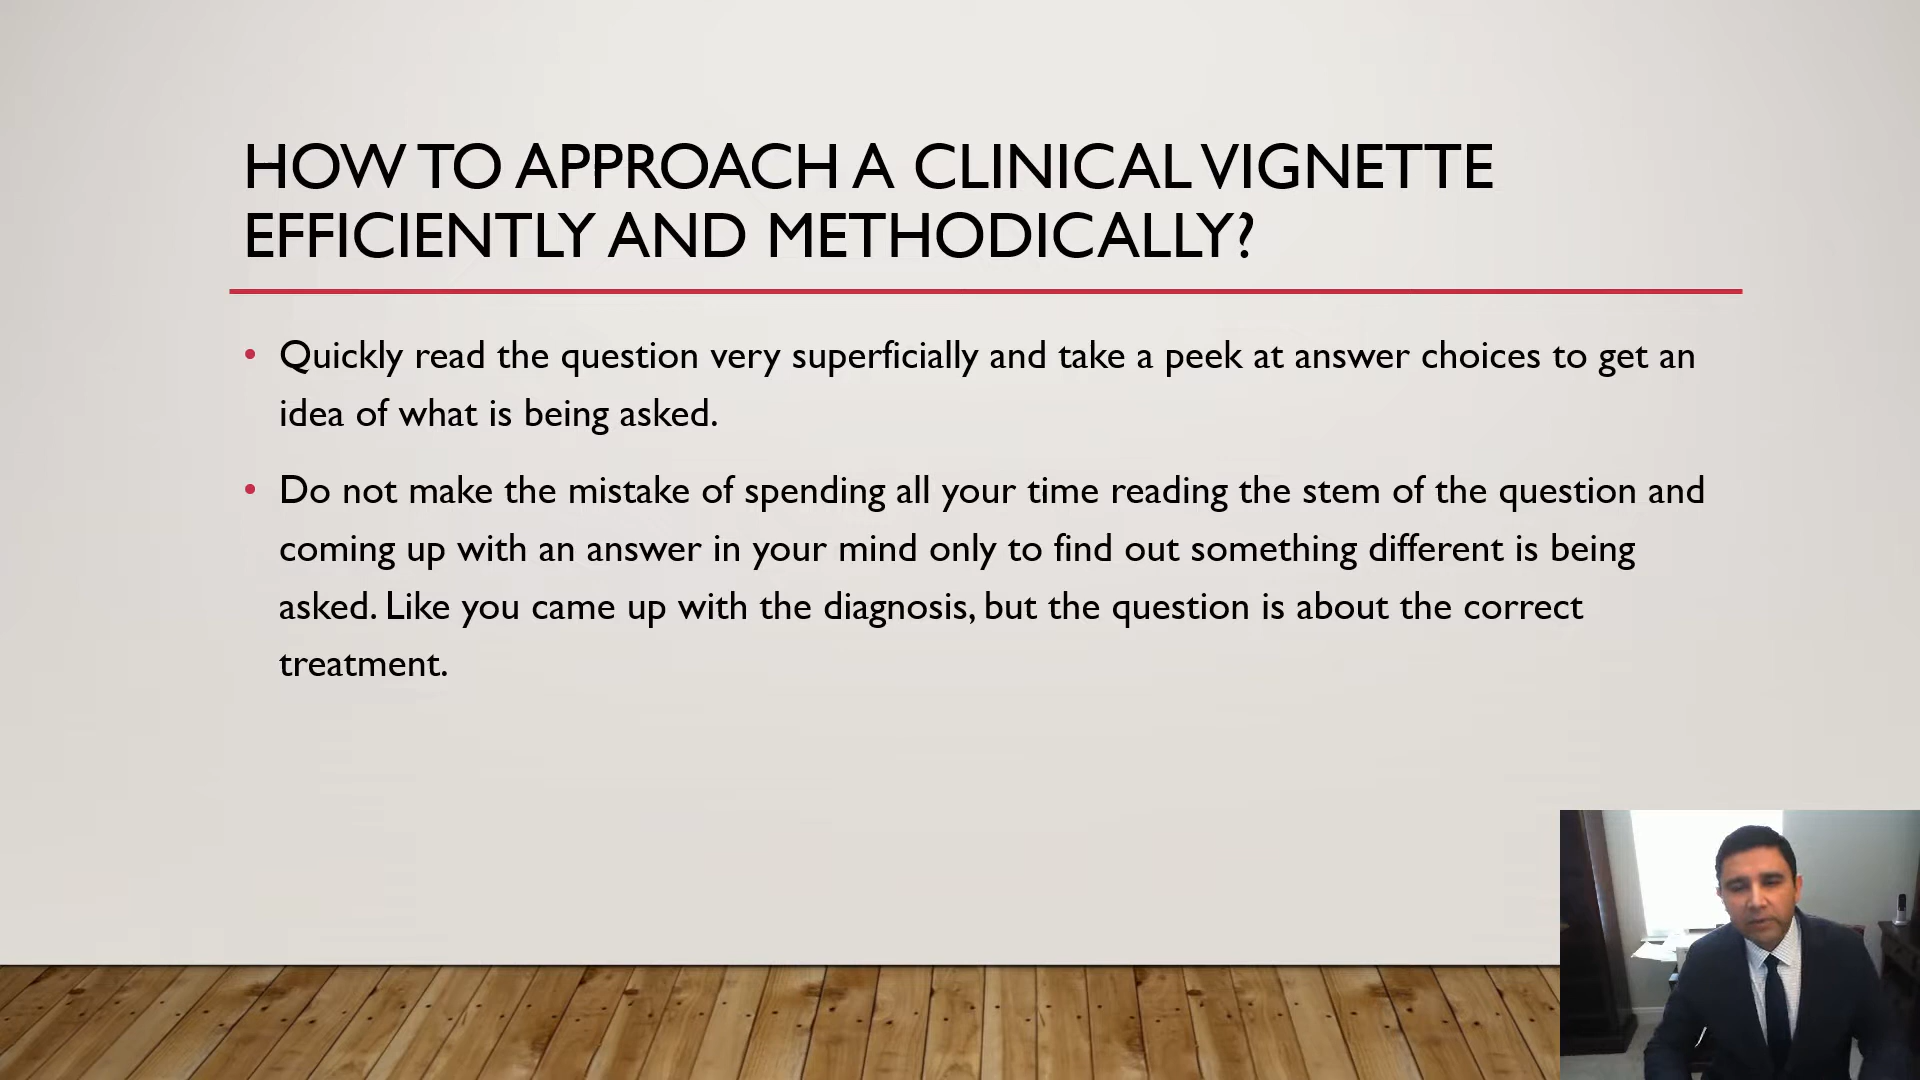 HOW TO APPROACH A CLINICAL VIGNETTE
EFFICIENTLY AND METHODICALLY?
• Quickly read the question very superficially and take a peek at answer choices to get an
idea of what is being asked.
• Do not make the mistake of spending all your time reading the stem of the question and
coming up with an answer in your mind only to find out something different is being
asked. Like you came up with the diagnosis, but the question is about the correct
treatment.